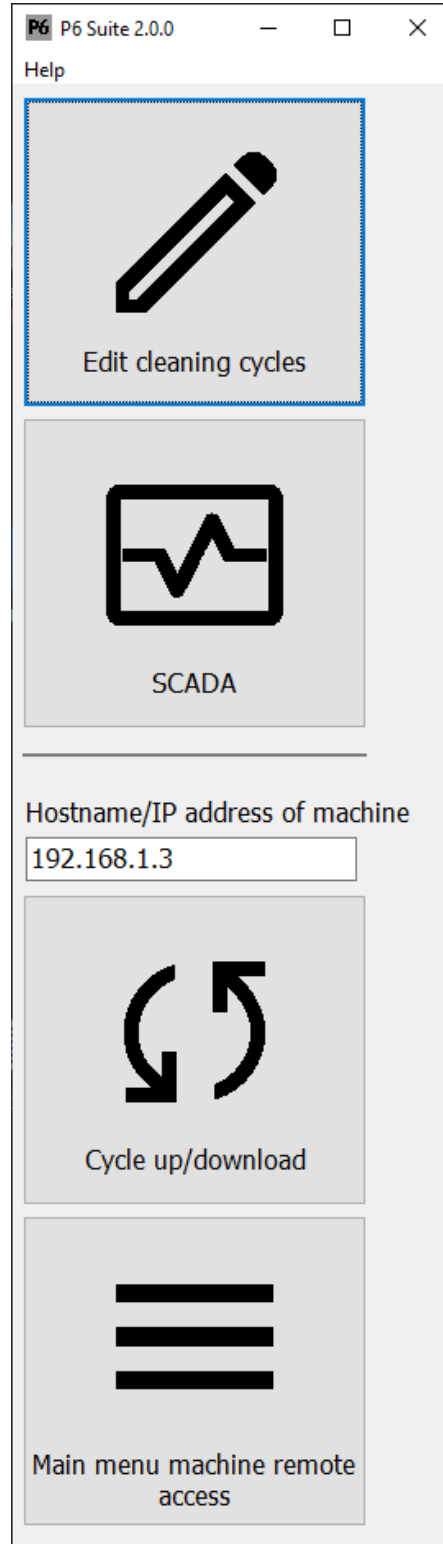 P6 P6 Suite 2.0.0
Help
Edit cleaning cycles
SCADA
Hostname/IP address of machine
192.168.1.3
Cycle up/download
Main menu machine remote
access